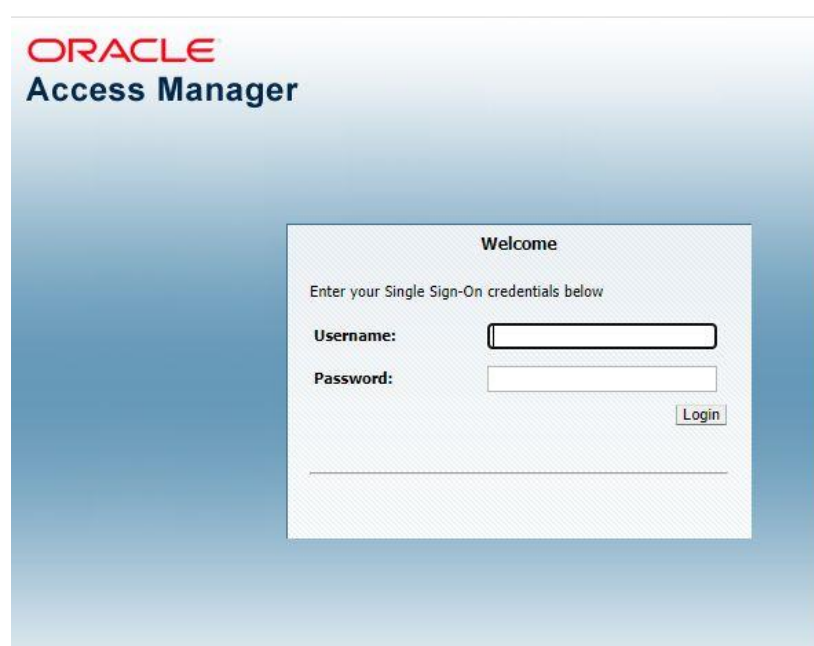 ORACLE
Access Manager
Welcome
Enter your Single Sign-On credentials below
Username:
Password:
Login